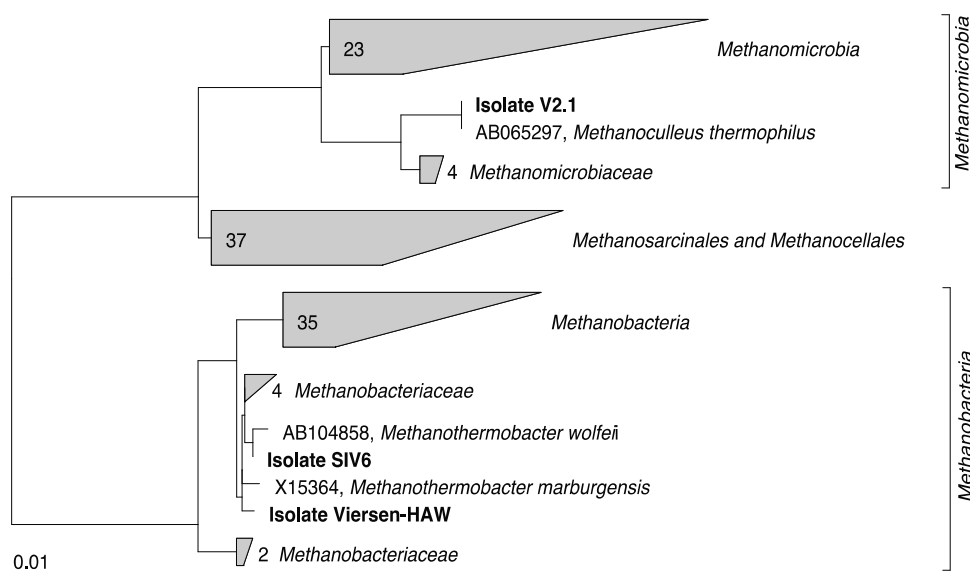 23
Methanomicrobia
Isolate V2.1
AB065297, Methanoculleus thermophilus
4 Methanomicrobiaceae
Methanomicrobia
37
Methanosarcinales and Methanocellales
35
Methanobacteria
4 Methanobacteriaceae
AB104858, Methanothermobacter wolfeii
Isolate SIV6
X15364, Methanothermobacter marburgensis
Isolate Viersen-HAW
2 Methanobacteriaceae
Methanobacteria
0.01